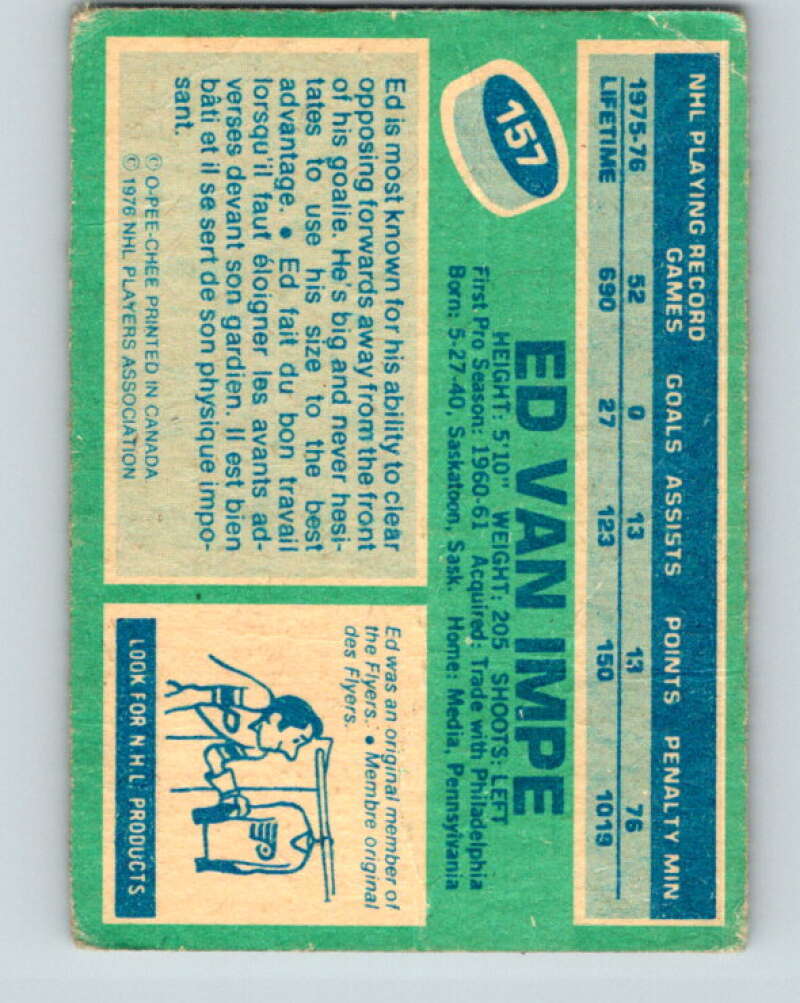 NHL PLAYING RECORD
GAMES GOALS ASSISTS POINTS PENALTY MIN
1975-76 52 0 13 13 76
LIFETIME 690 27 123 150 1019
157
ED VAN IMPE
HEIGHT: 5'10" WEIGHT: 205 SHOOTS: LEFT
First Pro Season: 1960-61 Acquired: Trade with Philadelphia
Born: 5-27-40, Saskatoon, Sask. Home: Media, Pennsylvania
Ed is most known for his ability to clear
opposing forwards away from the front
of his goalie. He's big and never hesi-
tates to use his size to the best
advantage. • Ed fait du bon travail
lorsqu'il faut éloigner les avants ad-
verses devant son gardien. Il est bien
bâti et il se sert de son physique impo-
sant.
© O-PEE-CHEE PRINTED IN CANADA
© 1976 NHL PLAYERS ASSOCIATION
Ed was an original member of
the Flyers. • Membre original
des Flyers.
LOOK FOR N.H.L. PRODUCTS